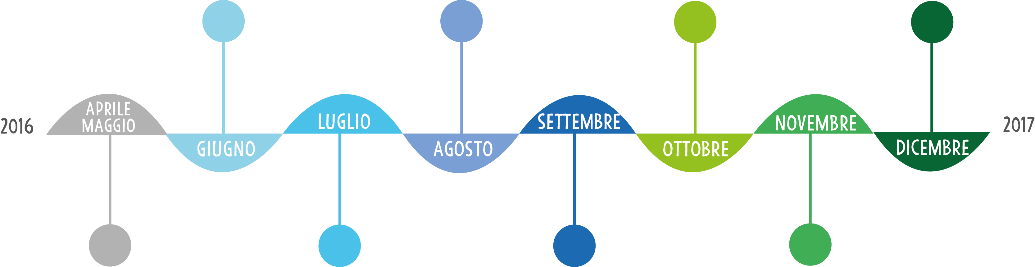 2016
APRILE
MAGGIO
GIUGNO
LUGLIO
AGOSTO
SETTEMBRE
OTTOBRE
NOVEMBRE
DICEMBRE
2017